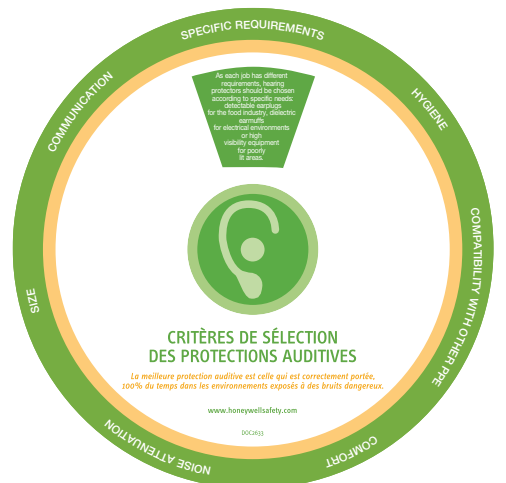 SPECIFIC REQUIREMENTS
HYGIENE
COMPATIBILITY WITH OTHER PPE
COMFORT
NOISE ATTENUATION
SIZE
COMMUNICATION
As each job has different
requirements, hearing
protectors should be chosen
according to specific needs:
detectable earplugs
for the food industry, dielectric
earmuffs
for electrical environments
or high
visibility equipment
for poorly
lit areas.
CRITÈRES DE SÉLECTION
DES PROTECTIONS AUDITIVES
La meilleure protection auditive est celle qui est correctement portée,
100% du temps dans les environnements exposés à des bruits dangereux.
www.honeywellsafety.com
DOC2633